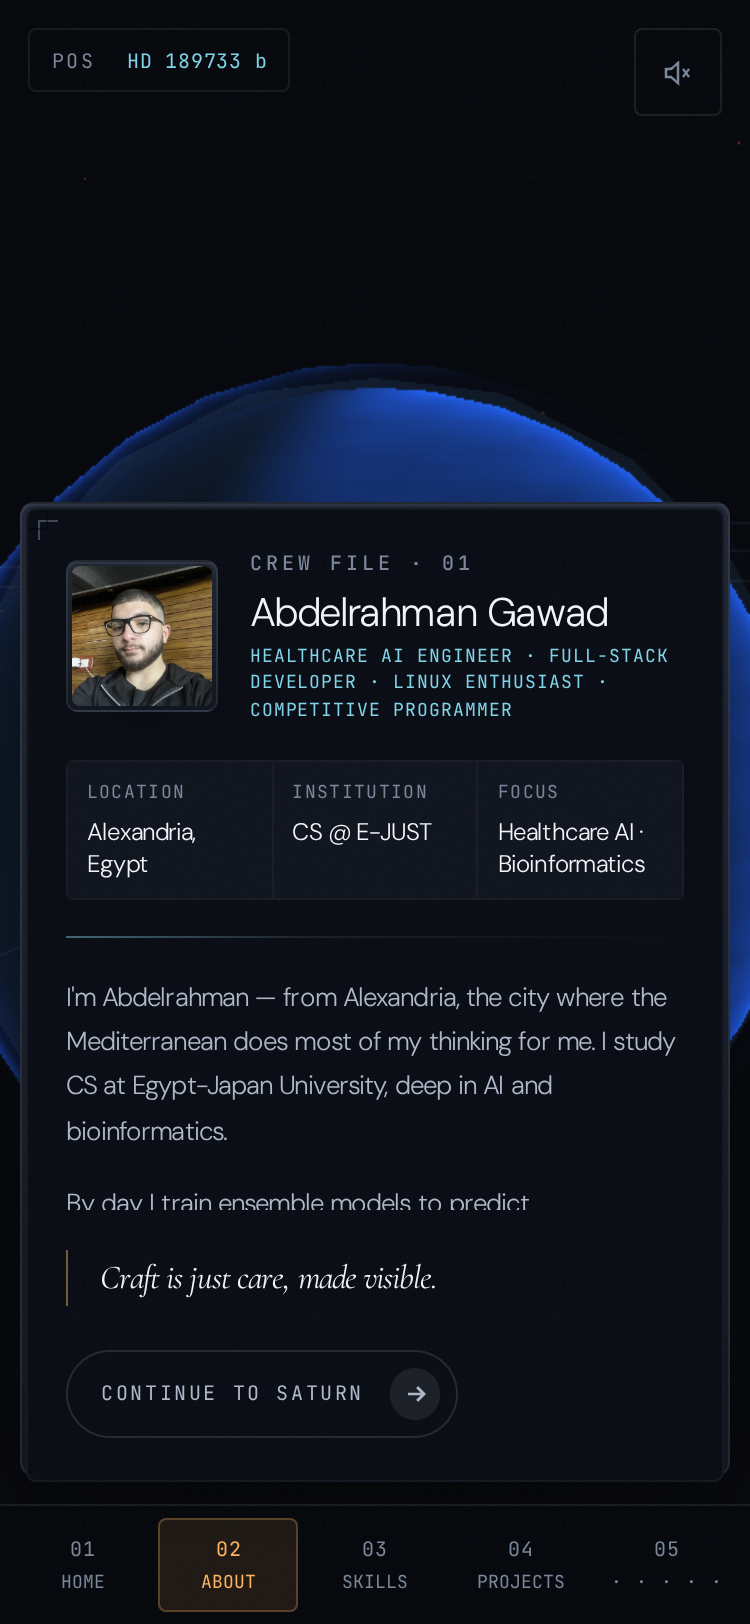 POS HD 189733 b
CREW FILE · 01
Abdelrahman Gawad
HEALTHCARE AI ENGINEER · FULL-STACK
DEVELOPER · LINUX ENTHUSIAST ·
COMPETITIVE PROGRAMMER
LOCATION
Alexandria,
Egypt
INSTITUTION
CS @ E-JUST
FOCUS
Healthcare AI ·
Bioinformatics
I'm Abdelrahman — from Alexandria, the city where the
Mediterranean does most of my thinking for me. I study
CS at Egypt-Japan University, deep in AI and
bioinformatics.
By day I train ensemble models to predict
Craft is just care, made visible.
CONTINUE TO SATURN
01
HOME
02
ABOUT
03
SKILLS
04
PROJECTS
05
· · · · ·